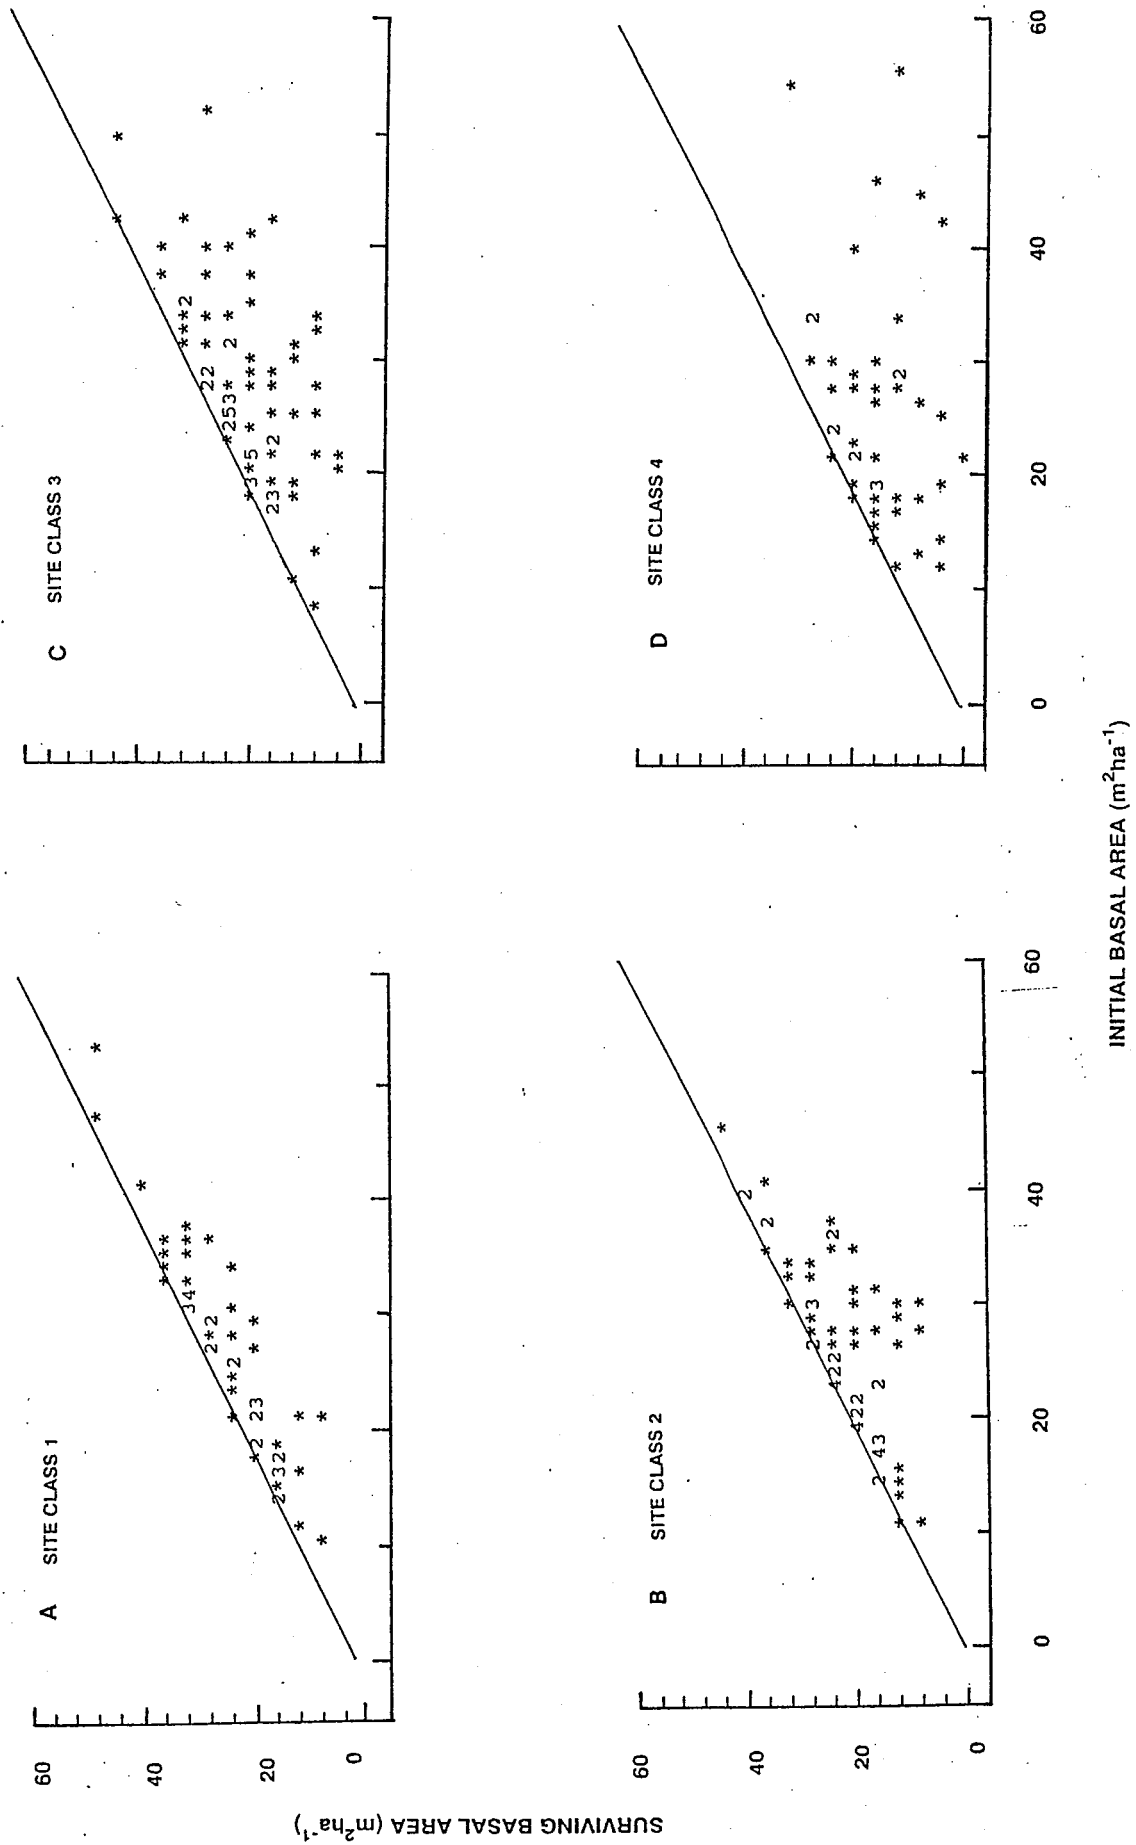 A SITE CLASS 1
C SITE CLASS 3
60
40
20
0
B SITE CLASS 2
D SITE CLASS 4
60
40
20
0
0 20 40 60
0 20 40 60
SURVIVING BASAL AREA (m²ha⁻¹)
INITIAL BASAL AREA (m²ha⁻¹)